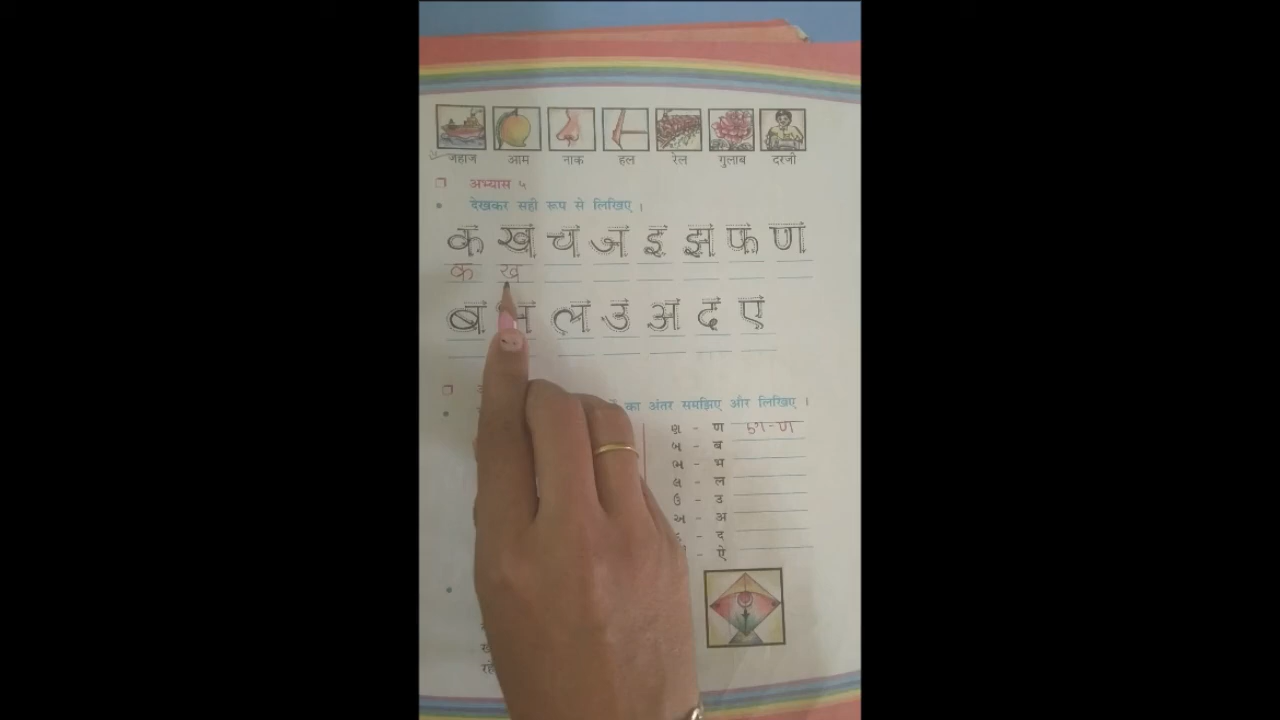 जहाज आम नाक हल रेल गुलाब दरजी
अभ्यास ५
देखकर सही रूप से लिखिए ।
क ख च ज इ झ फ ण
क ख
ब ल उ अ द ए
का अंतर समझिए और लिखिए ।
ણ - ण ણ-ण
બ - ब
ભ - भ
લ - ल
ઉ - उ
અ - अ
- द
- ऐ